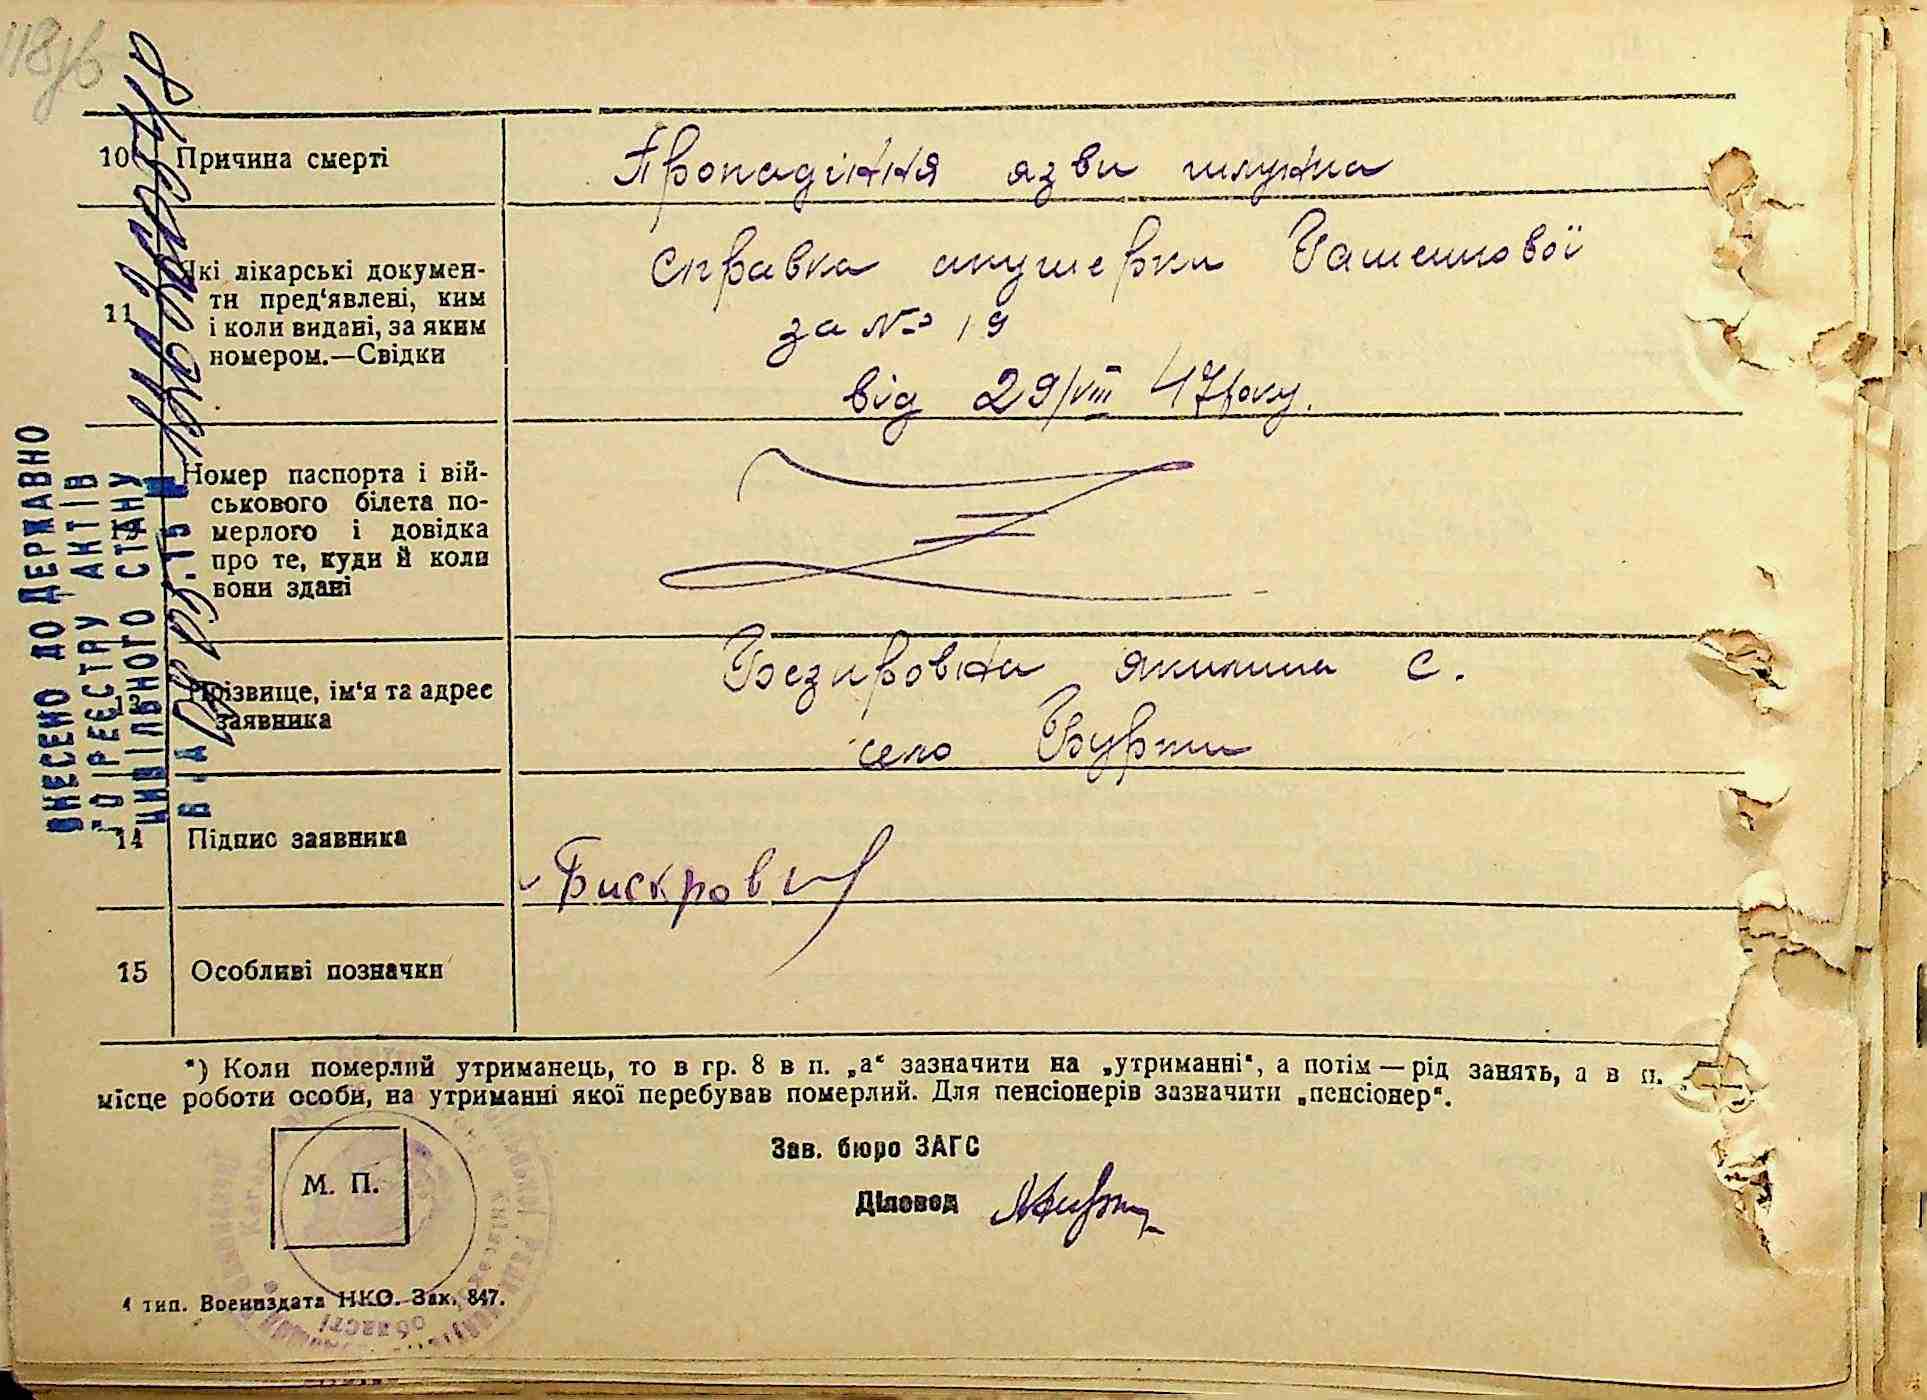 118/б
10 Причина смерті
Пропадіння язви шлунка
11 Які лікарські докумен-
ти пред'явлені, ким
і коли видані, за яким
номером.—Свідки
справка акушерки
за № 19
від 29/VIII 47 року.
Номер паспорта і вій-
ськового білета по-
мерлого і довідка
про те, куди й коли
вони здані
Прізвище, ім'я та адрес
заявника
с.
село Бурти
14 Підпис заявника
15 Особливі позначки
*) Коли померлий утриманець, то в гр. 8 в п. „а“ зазначити на „утриманні“, а потім — рід занять, а в п.
місце роботи особи, на утриманні якої перебував померлий. Для пенсіонерів зазначити „пенсіонер“.
Зав. бюро ЗАГС
М. П.
Діловод
4 тип. Воениздата НКО. Зак. 847.
ВНЕСЕНО ДО ДЕРЖАВНО
ГО РЕЄСТРУ АКТІВ
ЦИВІЛЬНОГО СТАНУ